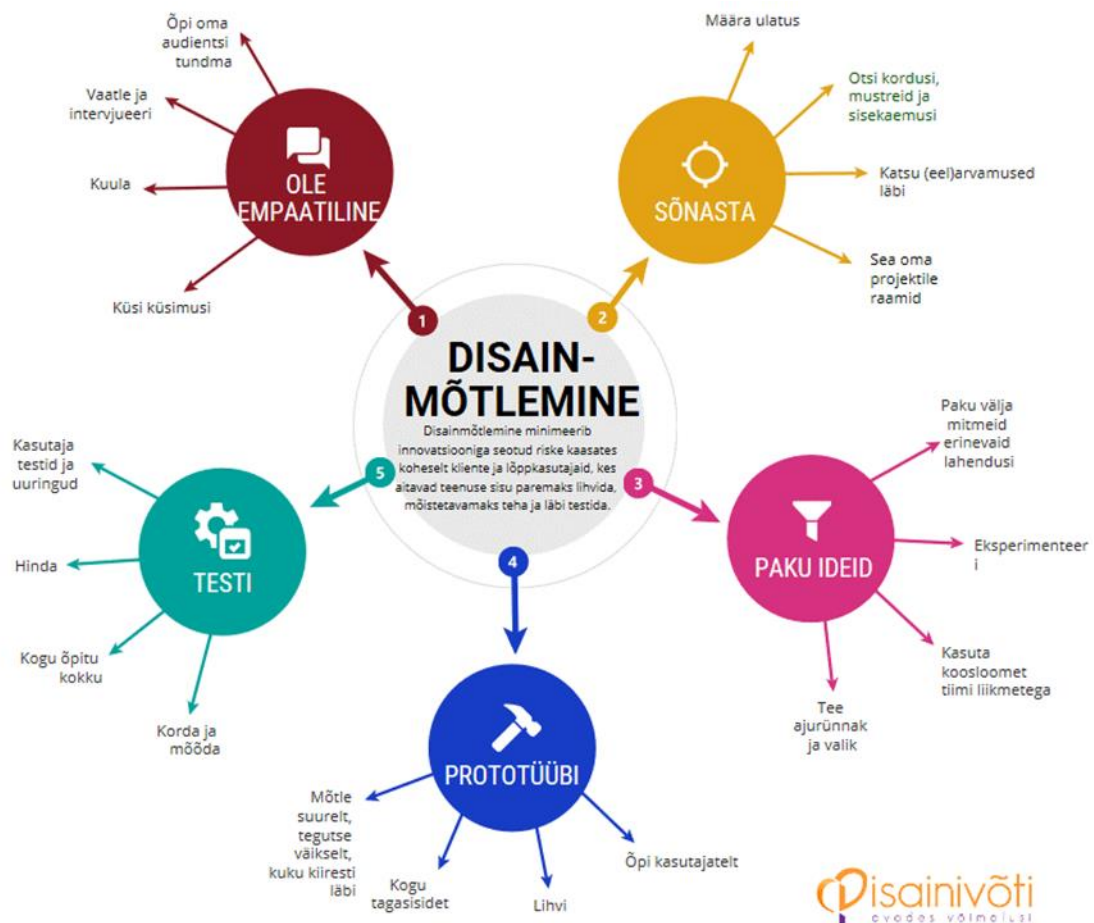 DISAIN-
MÕTLEMINE
Disainmõtlemine minimeerib
innovatsiooniga seotud riske kaasates
koheselt kliente ja lõppkasutajaid, kes
aitavad teenuse sisu paremaks lihvida,
mõistetavamaks teha ja läbi testida.
1
OLE
EMPAATILINE
Õpi oma
audientsi
tundma
Vaatle ja
intervjueeri
Kuula
Küsi küsimusi
2
SÕNASTA
Määra ulatus
Otsi kordusi,
mustreid ja
sisekaemusi
Katsu (eel)arvamused
läbi
Sea oma
projektile
raamid
3
PAKU IDEID
Paku välja
mitmeid
erinevaid
lahendusi
Eksperimenteer
i
Kasuta
koosloomet
tiimi liikmetega
Tee
ajurünnak
ja valik
4
PROTOTÜÜBI
Mõtle
suurelt,
tegutse
väikselt,
kuku kiiresti
läbi
Kogu
tagasisidet
Lihvi
Õpi kasutajatelt
5
TESTI
Kasutaja
testid ja
uuringud
Hinda
Kogu õpitu
kokku
Korda ja
mõõda
Disainivõti
avades võimalusi